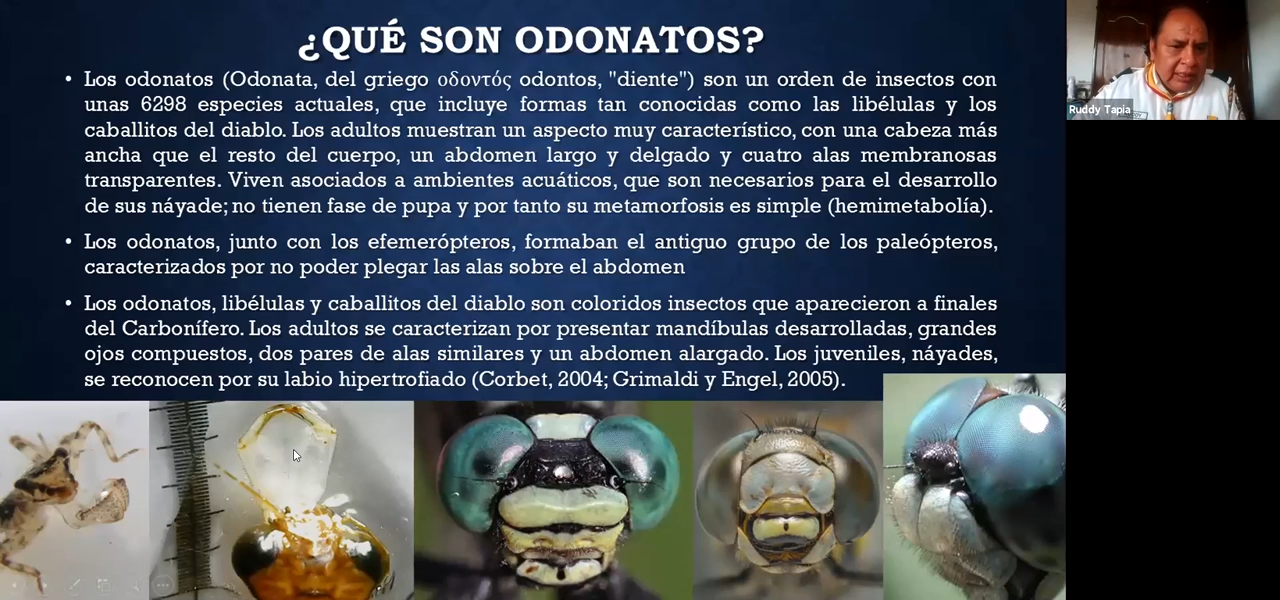 ¿QUÉ SON ODONATOS?
• Los odonatos (Odonata, del griego οδοντός odontos, "diente") son un orden de insectos con
unas 6298 especies actuales, que incluye formas tan conocidas como las libélulas y los
caballitos del diablo. Los adultos muestran un aspecto muy característico, con una cabeza más
ancha que el resto del cuerpo, un abdomen largo y delgado y cuatro alas membranosas
transparentes. Viven asociados a ambientes acuáticos, que son necesarios para el desarrollo
de sus náyade; no tienen fase de pupa y por tanto su metamorfosis es simple (hemimetabolía).
• Los odonatos, junto con los efemerópteros, formaban el antiguo grupo de los paleópteros,
caracterizados por no poder plegar las alas sobre el abdomen
• Los odonatos, libélulas y caballitos del diablo son coloridos insectos que aparecieron a finales
del Carbonífero. Los adultos se caracterizan por presentar mandíbulas desarrolladas, grandes
ojos compuestos, dos pares de alas similares y un abdomen alargado. Los juveniles, náyades,
se reconocen por su labio hipertrofiado (Corbet, 2004; Grimaldi y Engel, 2005).
Ruddy Tapia